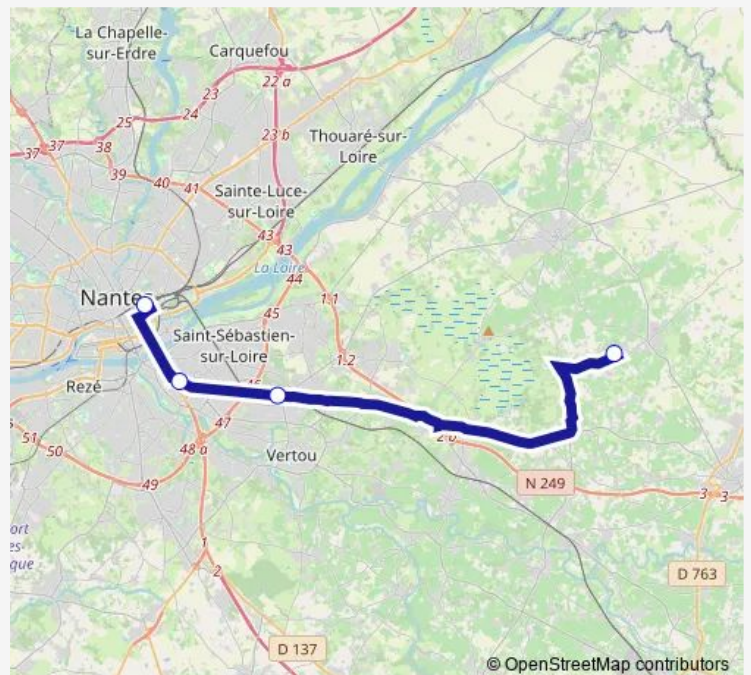 La Chapelle-
sur-Erdre
Carquefou
22 a
23
24
25
23 b
37
37
38
Thouaré-sur-
Loire
39
40
41
Sainte-Luce-
sur-Loire
43
43
La Loire
44
Nantes
1.1
45
Saint-Sébastien-
sur-Loire
1.2
Rezé
46
47
51
50
48 a
2 b
Vertou
49
N 249
3
3
1
2
D 763
D 137
© OpenStreetMap contributors